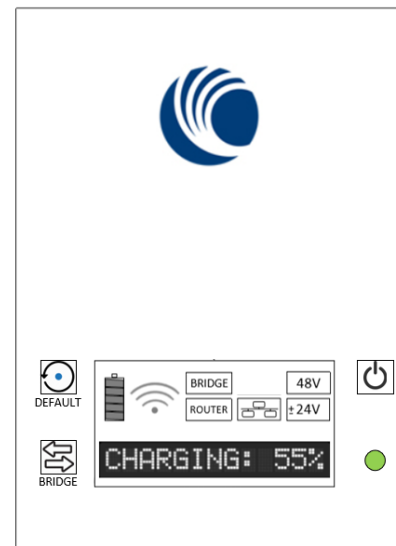 BRIDGE
48V
ROUTER
±24V
DEFAULT
CHARGING: 55%
BRIDGE